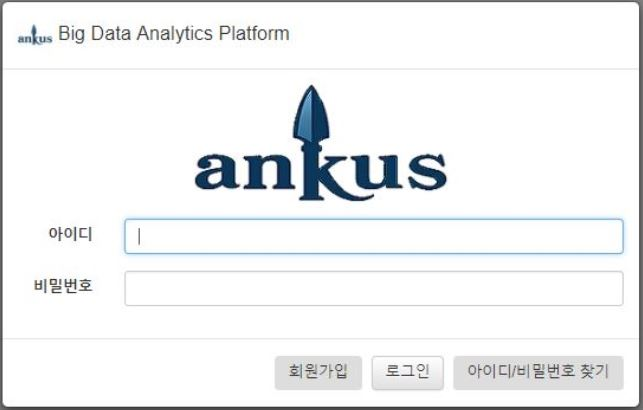 ankus Big Data Analytics Platform
ankus
아이디
비밀번호
회원가입 로그인 아이디/비밀번호 찾기